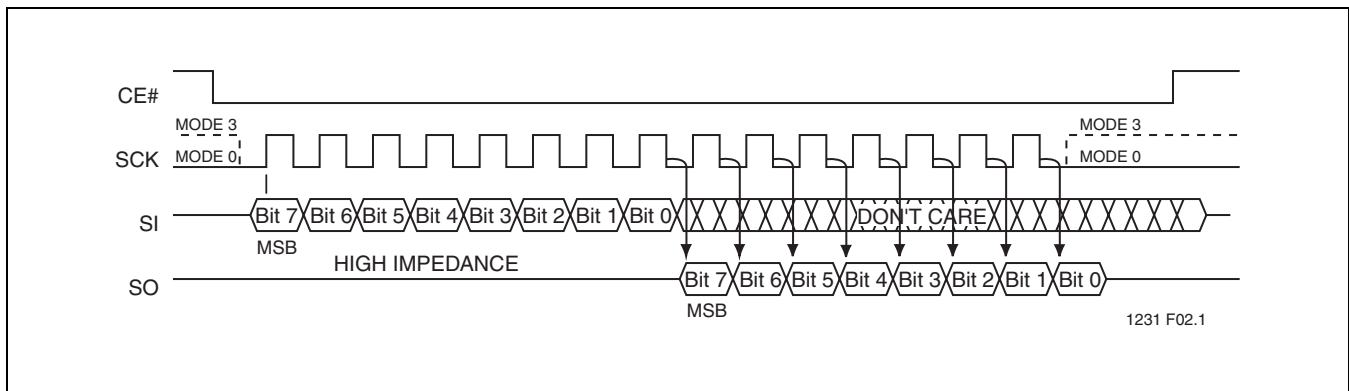 CE#
MODE 3
MODE 3
SCK
MODE 0
MODE 0
SI
Bit 7 Bit 6 Bit 5 Bit 4 Bit 3 Bit 2 Bit 1 Bit 0
DON'T CARE
MSB
HIGH IMPEDANCE
SO
Bit 7 Bit 6 Bit 5 Bit 4 Bit 3 Bit 2 Bit 1 Bit 0
MSB
1231 F02.1